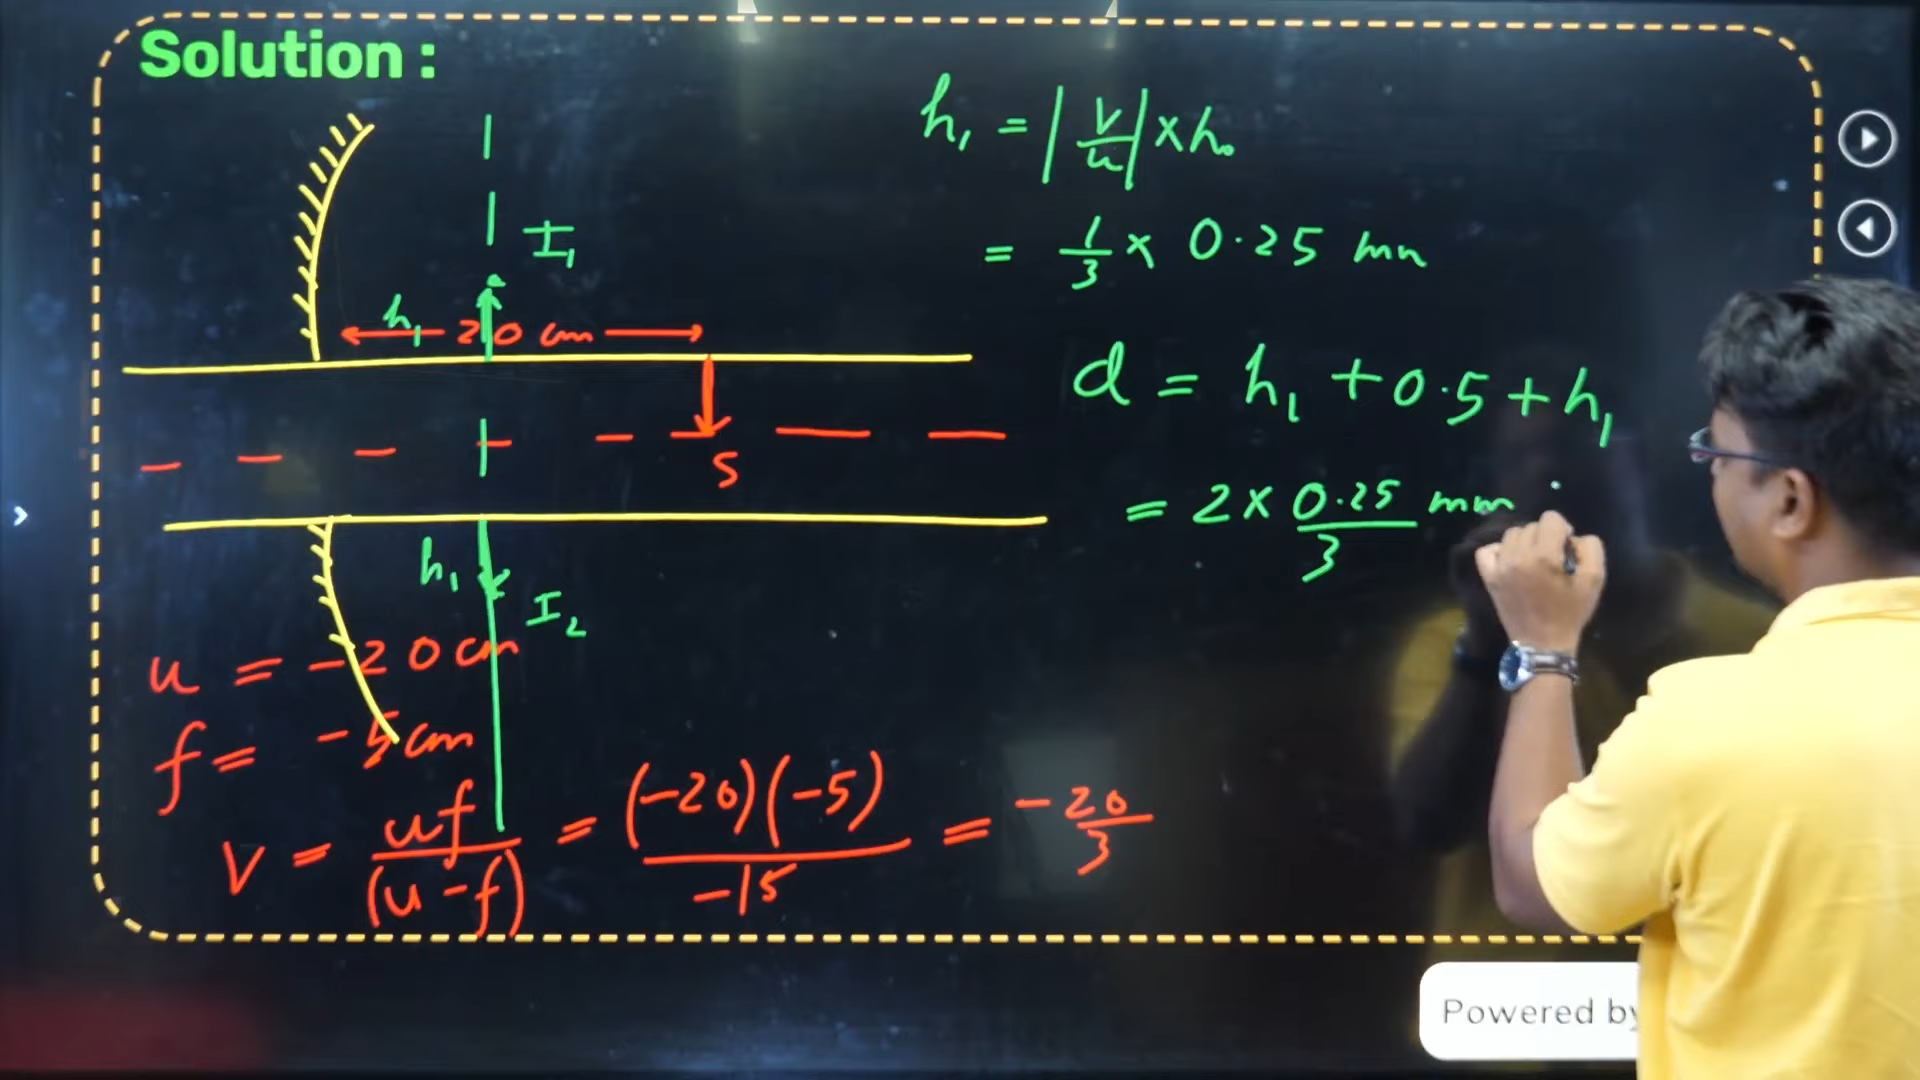 Solution :
h₁ = |v/u| × h₀
= 1/3 × 0.25 mm
I₁
h₁
20 cm
d = h₁ + 0.5 + h₁
S
= 2 × 0.25/3 mm
h₁
I₂
u = -20 cm
f = -5 cm
v = uf/(u-f) = (-20)(-5)/-15 = -20/3
Powered by